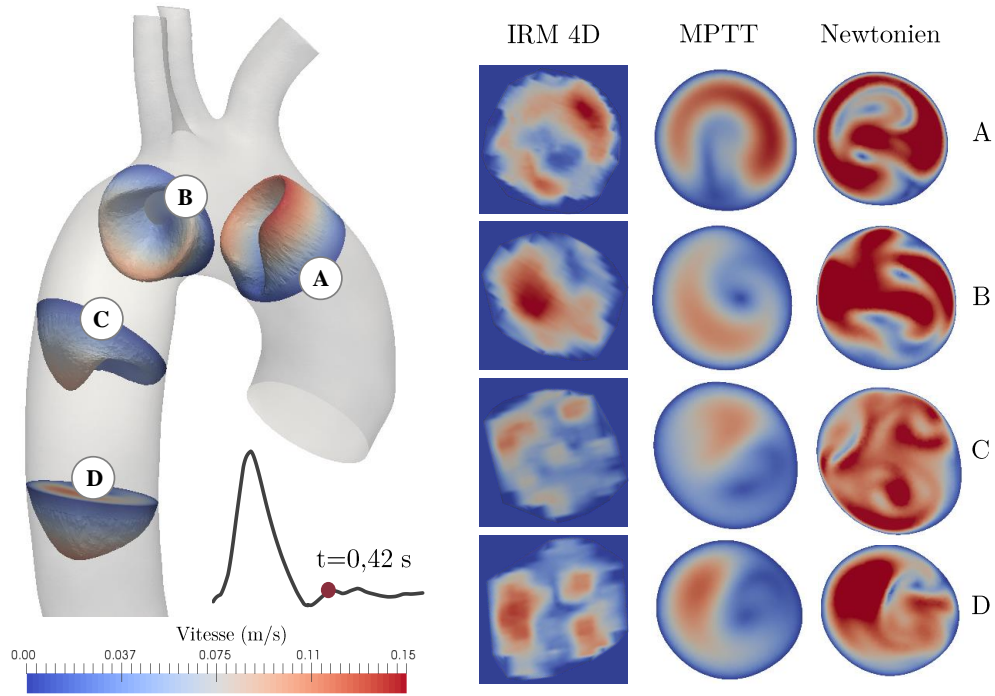 IRM 4D MPTT Newtonien
A
B
C
D
B
A
C
D
t=0,42 s
Vitesse (m/s)
0.00 0.037 0.075 0.11 0.15